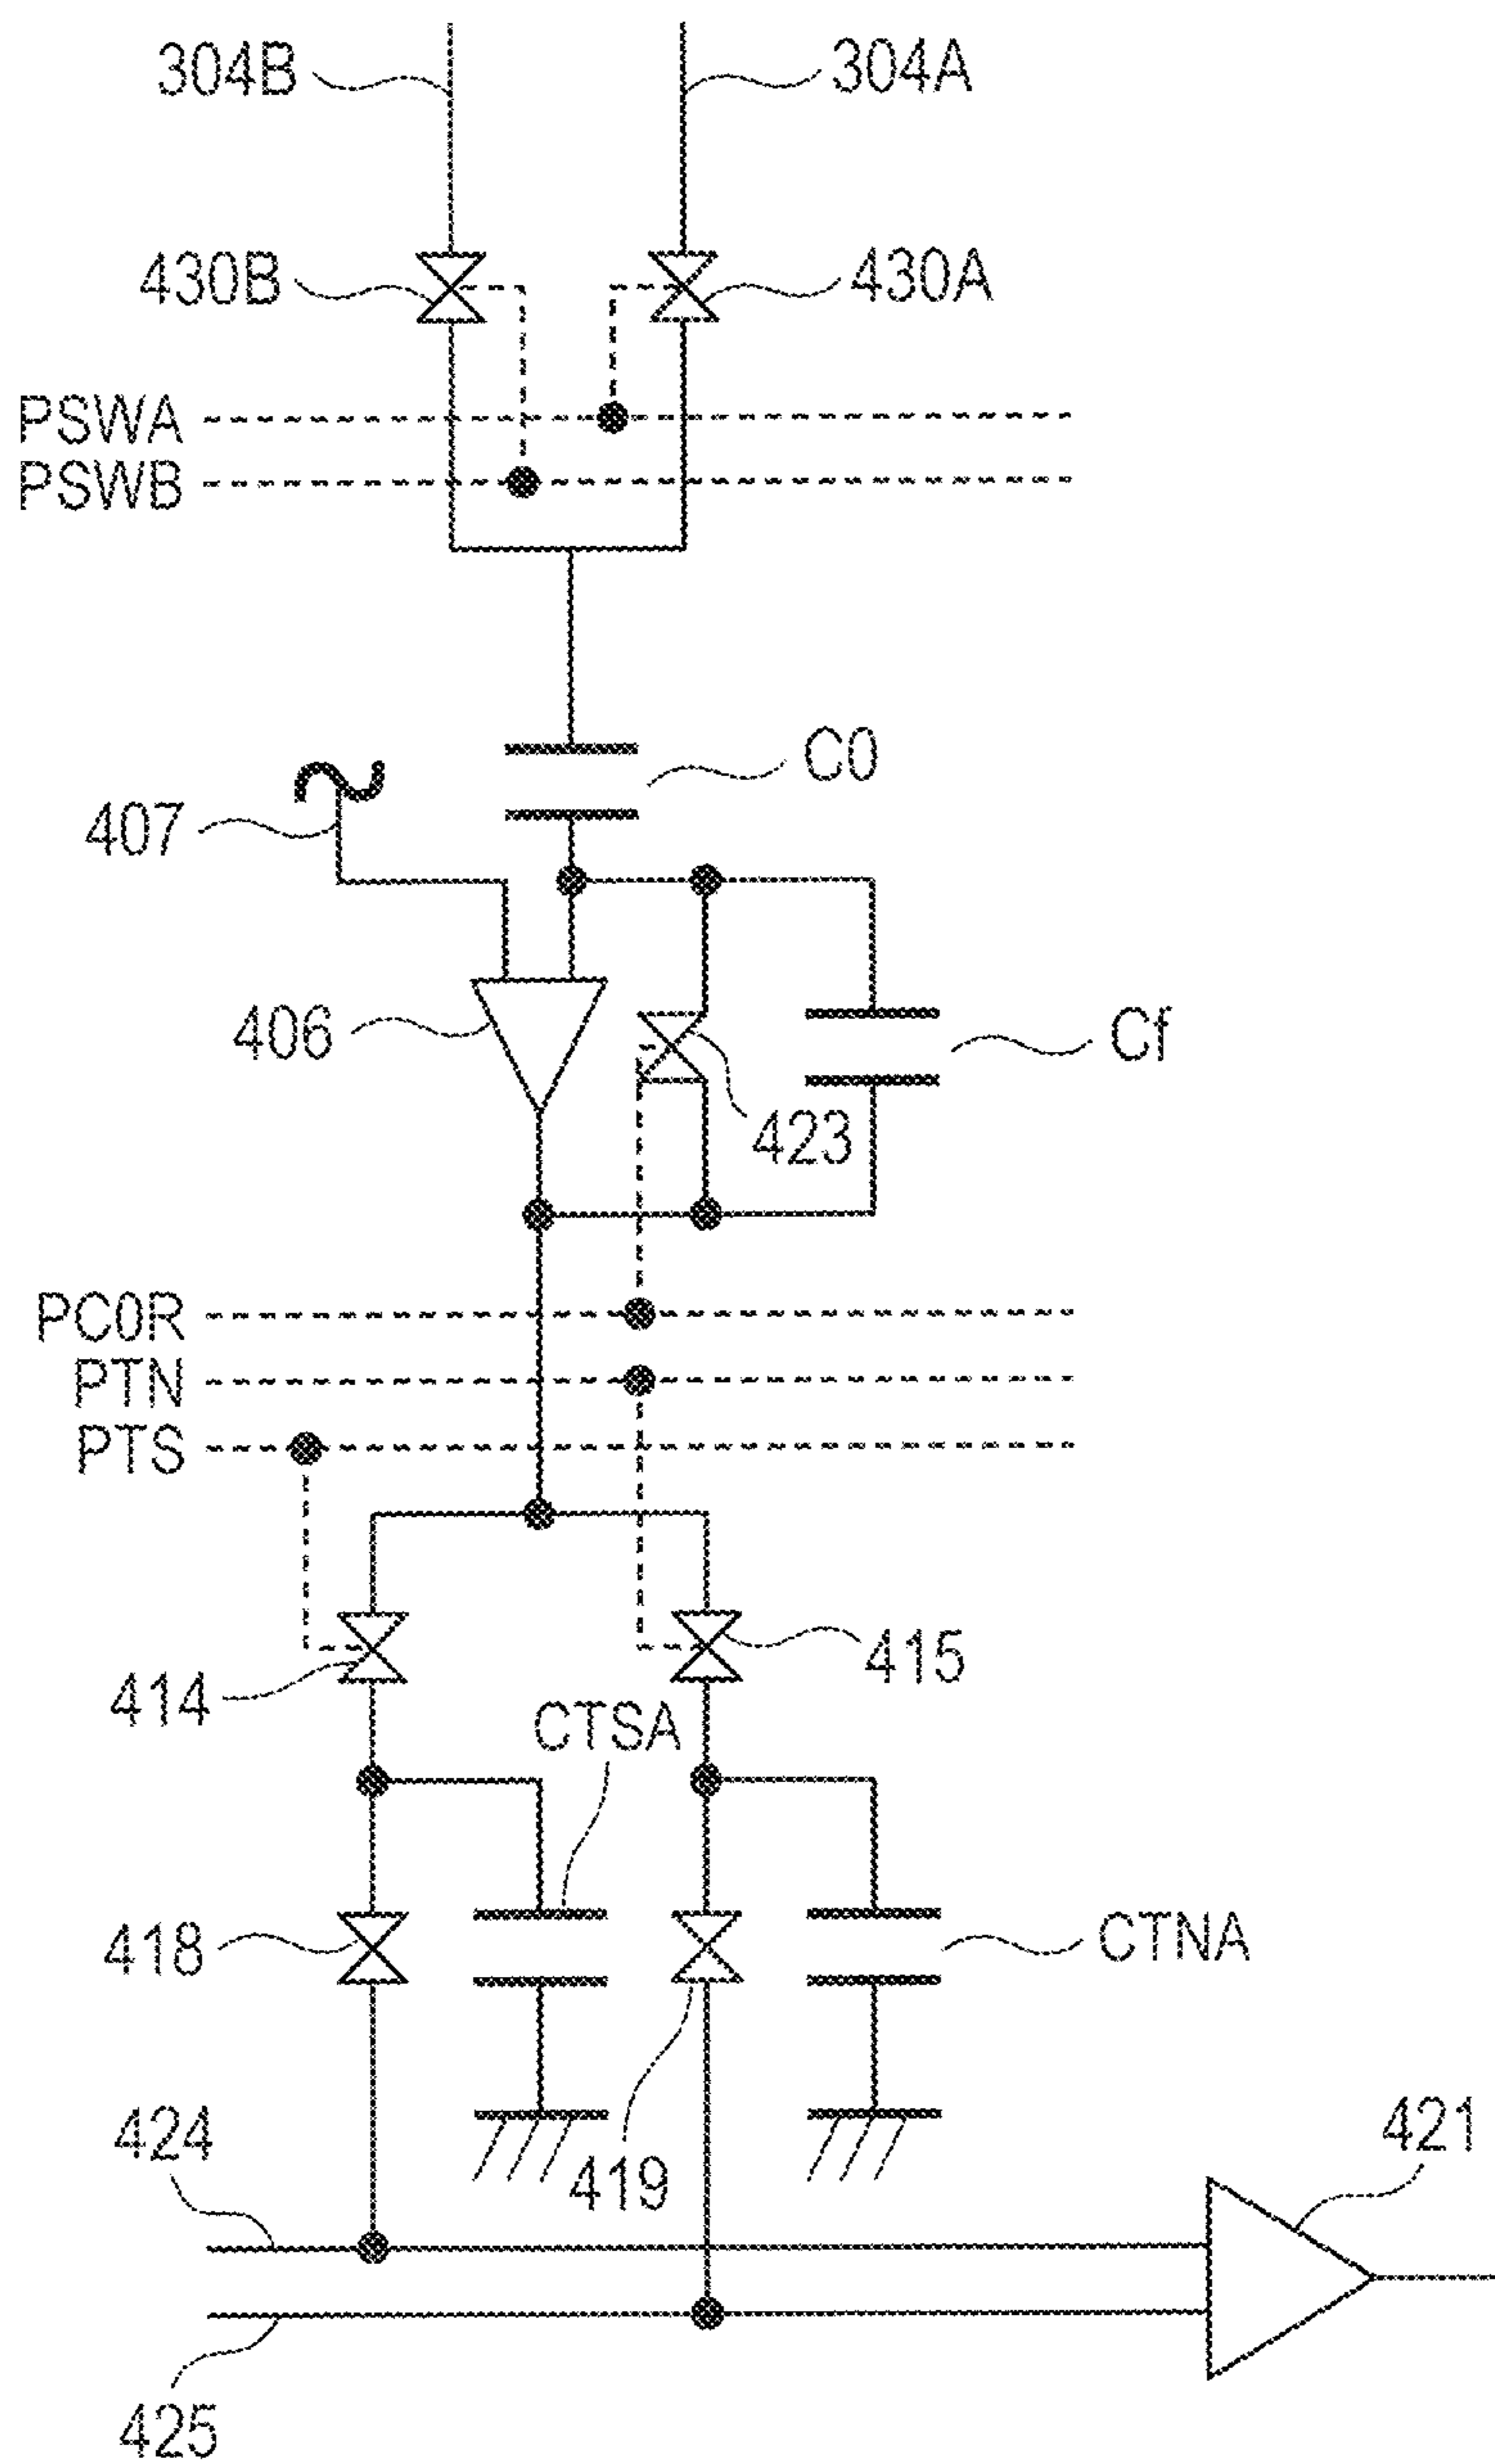 304B
304A
430B
430A
PSWA
PSWB
C0
407
406
Cf
423
PC0R
PTN
PTS
414
415
CTSA
418
CTNA
424
419
421
425